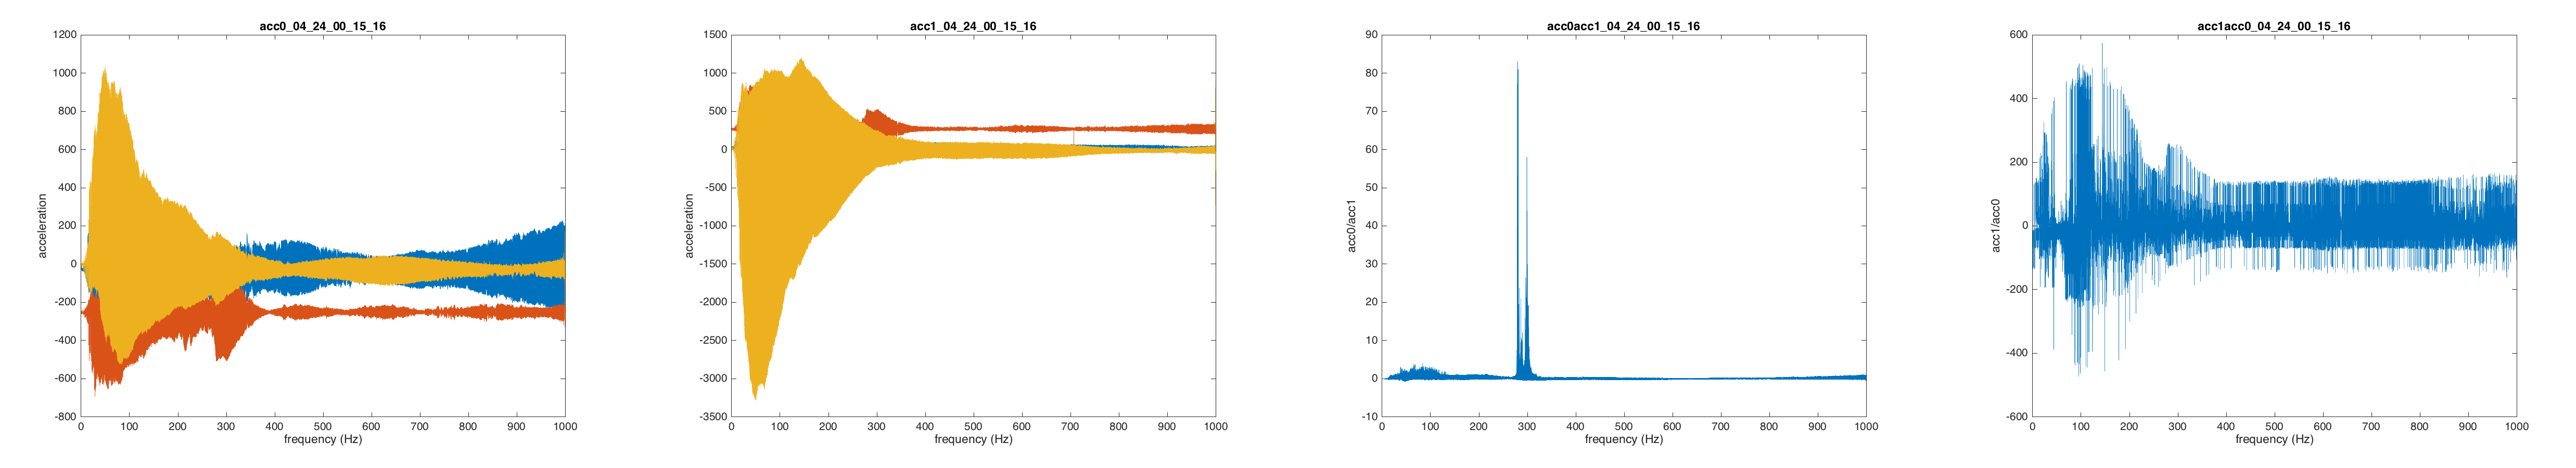 acc0_04_24_00_15_16
1200
1000
800
600
400
200
0
-200
-400
-600
-800
acceleration
0 100 200 300 400 500 600 700 800 900 1000
frequency (Hz)
acc1_04_24_00_15_16
1500
1000
500
0
-500
-1000
-1500
-2000
-2500
-3000
-3500
acceleration
0 100 200 300 400 500 600 700 800 900 1000
frequency (Hz)
acc0acc1_04_24_00_15_16
90
80
70
60
50
40
30
20
10
0
-10
acc0/acc1
0 100 200 300 400 500 600 700 800 900 1000
frequency (Hz)
acc1acc0_04_24_00_15_16
600
400
200
0
-200
-400
-600
acc1/acc0
0 100 200 300 400 500 600 700 800 900 1000
frequency (Hz)